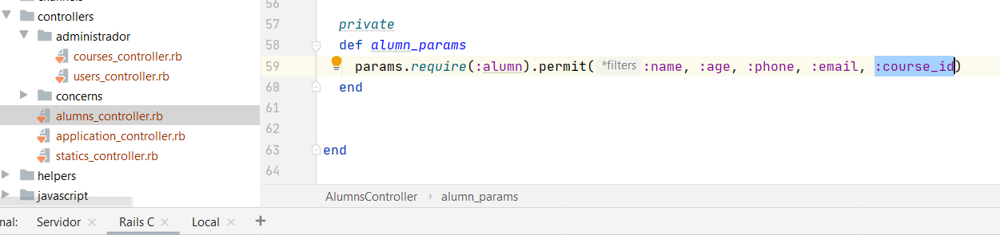 channels
controllers
administrador
courses_controller.rb
users_controller.rb
concerns
alumns_controller.rb
application_controller.rb
statics_controller.rb
helpers
javascript
56
57 private
58 def alumn_params
59 params.require(:alumn).permit( *filters :name, :age, :phone, :email, :course_id)
60 end
61
62
63 end
64
AlumnsController › alumn_params
nal: Servidor × Rails C × Local × +